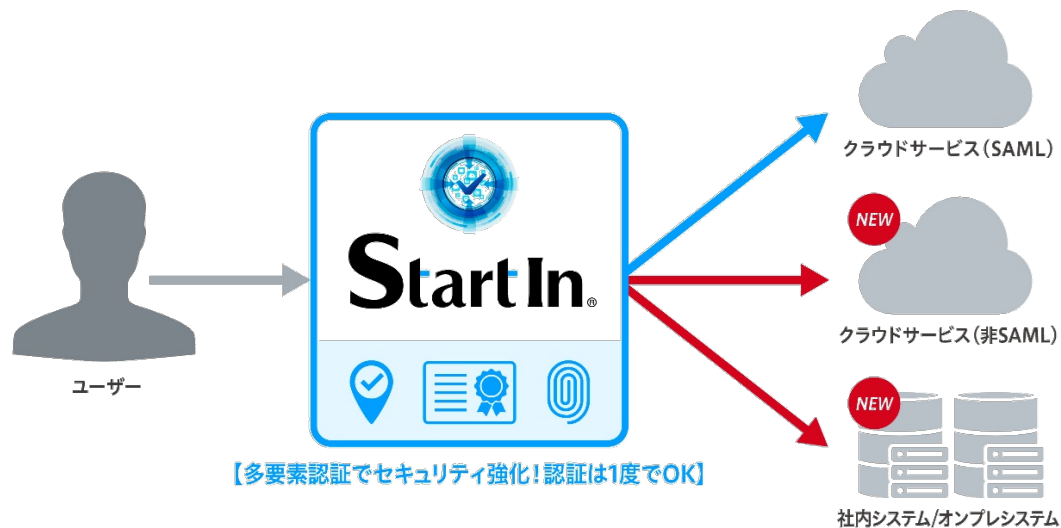 クラウドサービス（SAML）
NEW
クラウドサービス（非SAML）
StartIn®
ユーザー
NEW
【多要素認証でセキュリティ強化！認証は1度でOK】
社内システム/オンプレシステム